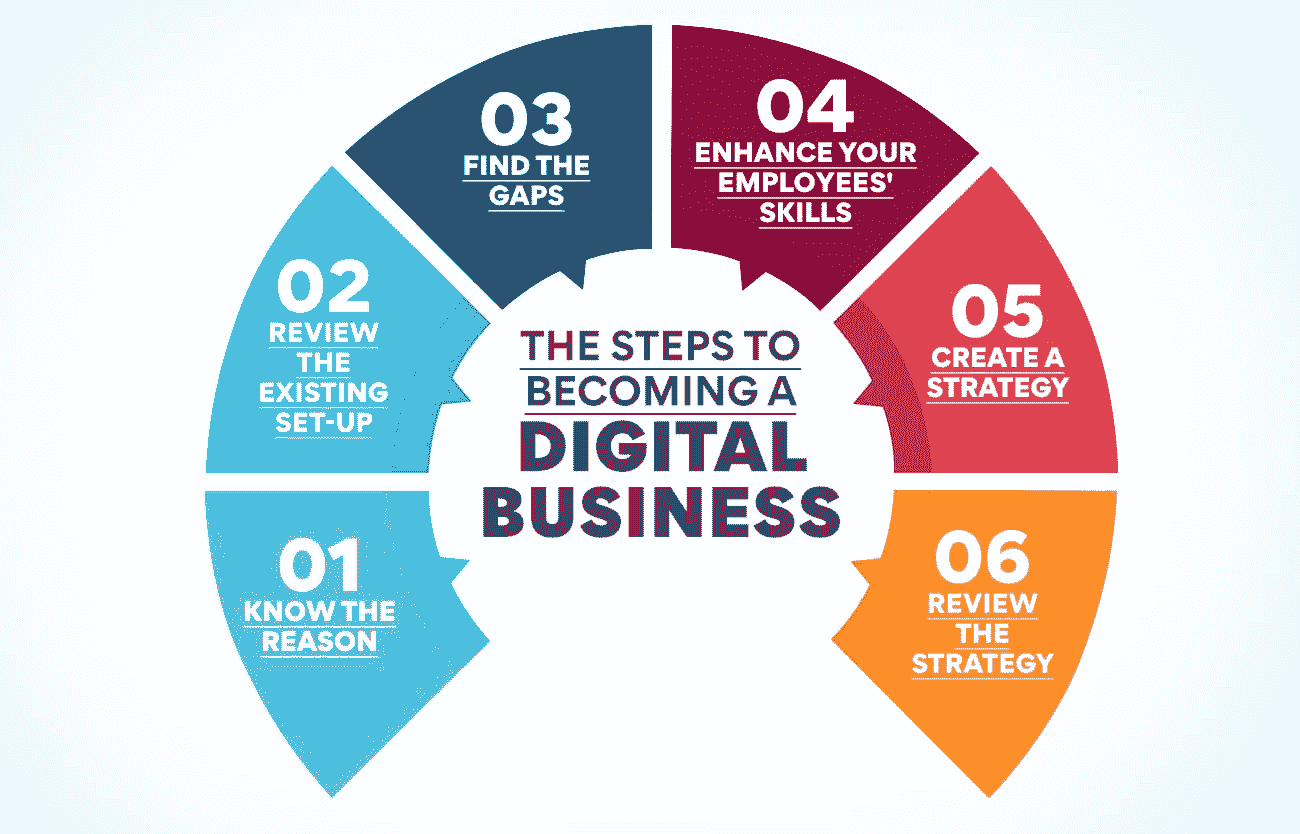 THE STEPS TO
BECOMING A
DIGITAL
BUSINESS
01
KNOW THE
REASON
02
REVIEW
THE
EXISTING
SET-UP
03
FIND THE
GAPS
04
ENHANCE YOUR
EMPLOYEES'
SKILLS
05
CREATE A
STRATEGY
06
REVIEW
THE
STRATEGY